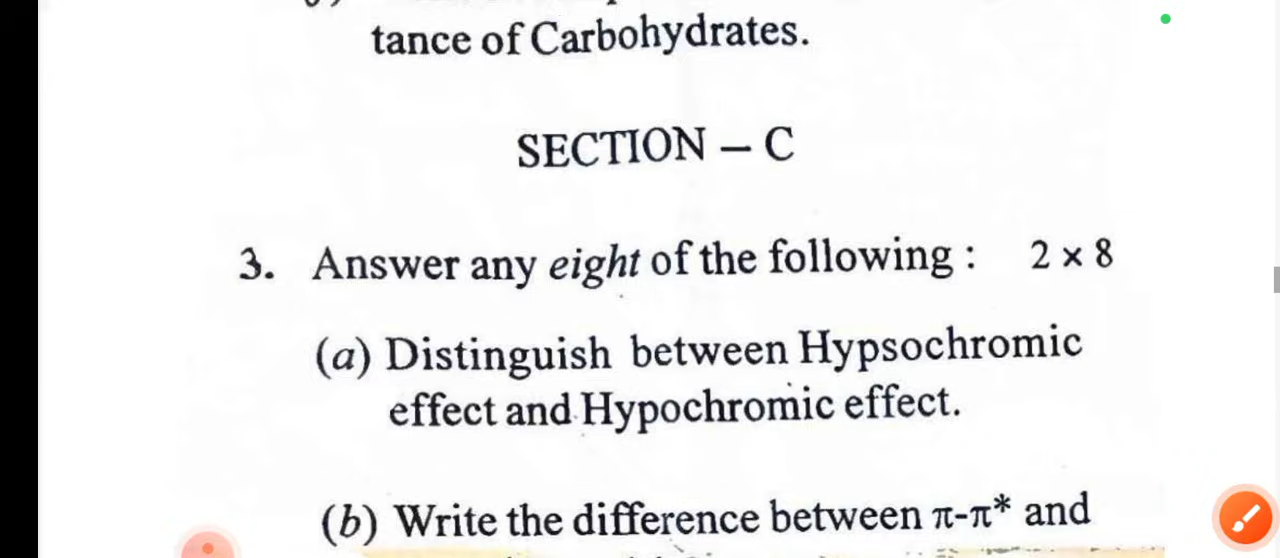 tance of Carbohydrates.
SECTION – C
3. Answer any eight of the following : 2 × 8
(a) Distinguish between Hypsochromic
effect and Hypochromic effect.
(b) Write the difference between π-π* and